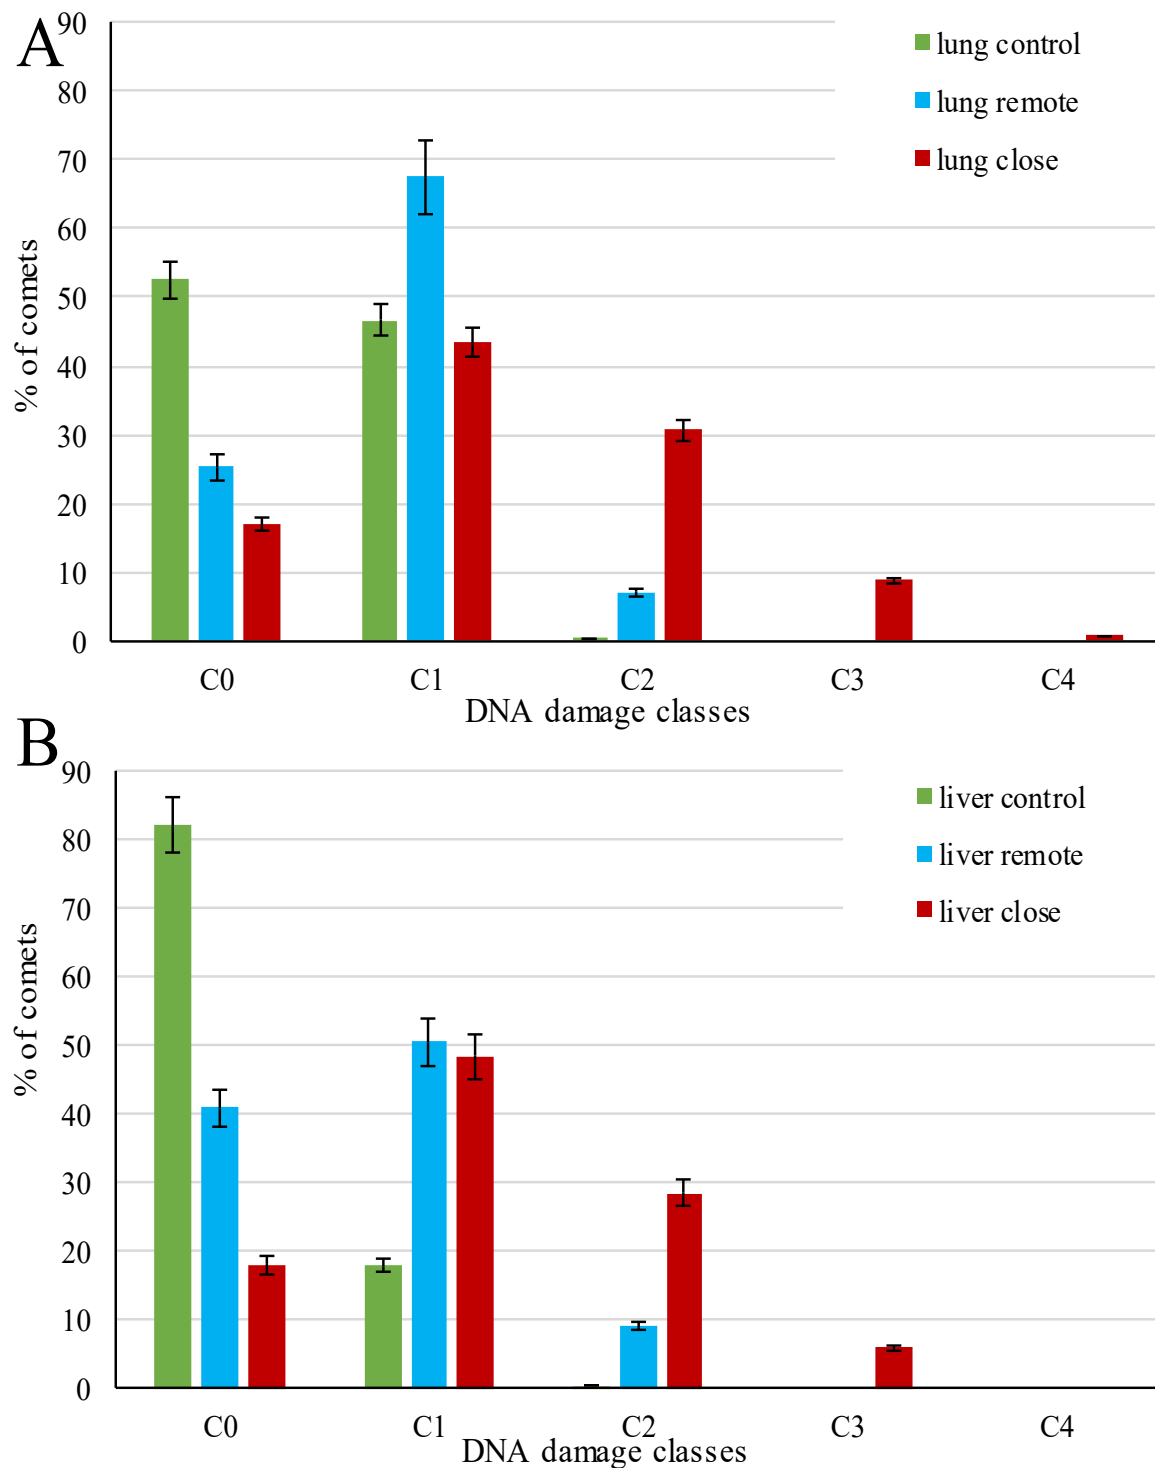 A
90
80
70
60
50
40
30
20
10
0
% of comets
lung control
lung remote
lung close
C0 C1 C2 C3 C4
DNA damage classes
B
90
80
70
60
50
40
30
20
10
0
% of comets
liver control
liver remote
liver close
C0 C1 C2 C3 C4
DNA damage classes